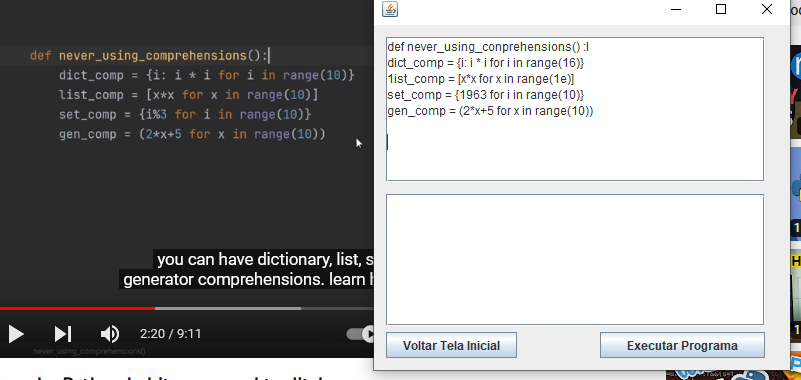 def never_using_comprehensions():
dict_comp = {i: i * i for i in range(10)}
list_comp = [x*x for x in range(10)]
set_comp = {i%3 for i in range(10)}
gen_comp = (2*x+5 for x in range(10))
you can have dictionary, list, s
generator comprehensions. learn h
2:20 / 9:11
never_using_comprehensions()
def never_using_conprehensions() :l
dict_comp = {i: i * i for i in range(16)}
1ist_comp = [x*x for x in range(1e)]
set_comp = {1963 for i in range(10)}
gen_comp = (2*x+5 for x in range(10))
Voltar Tela Inicial
Executar Programa